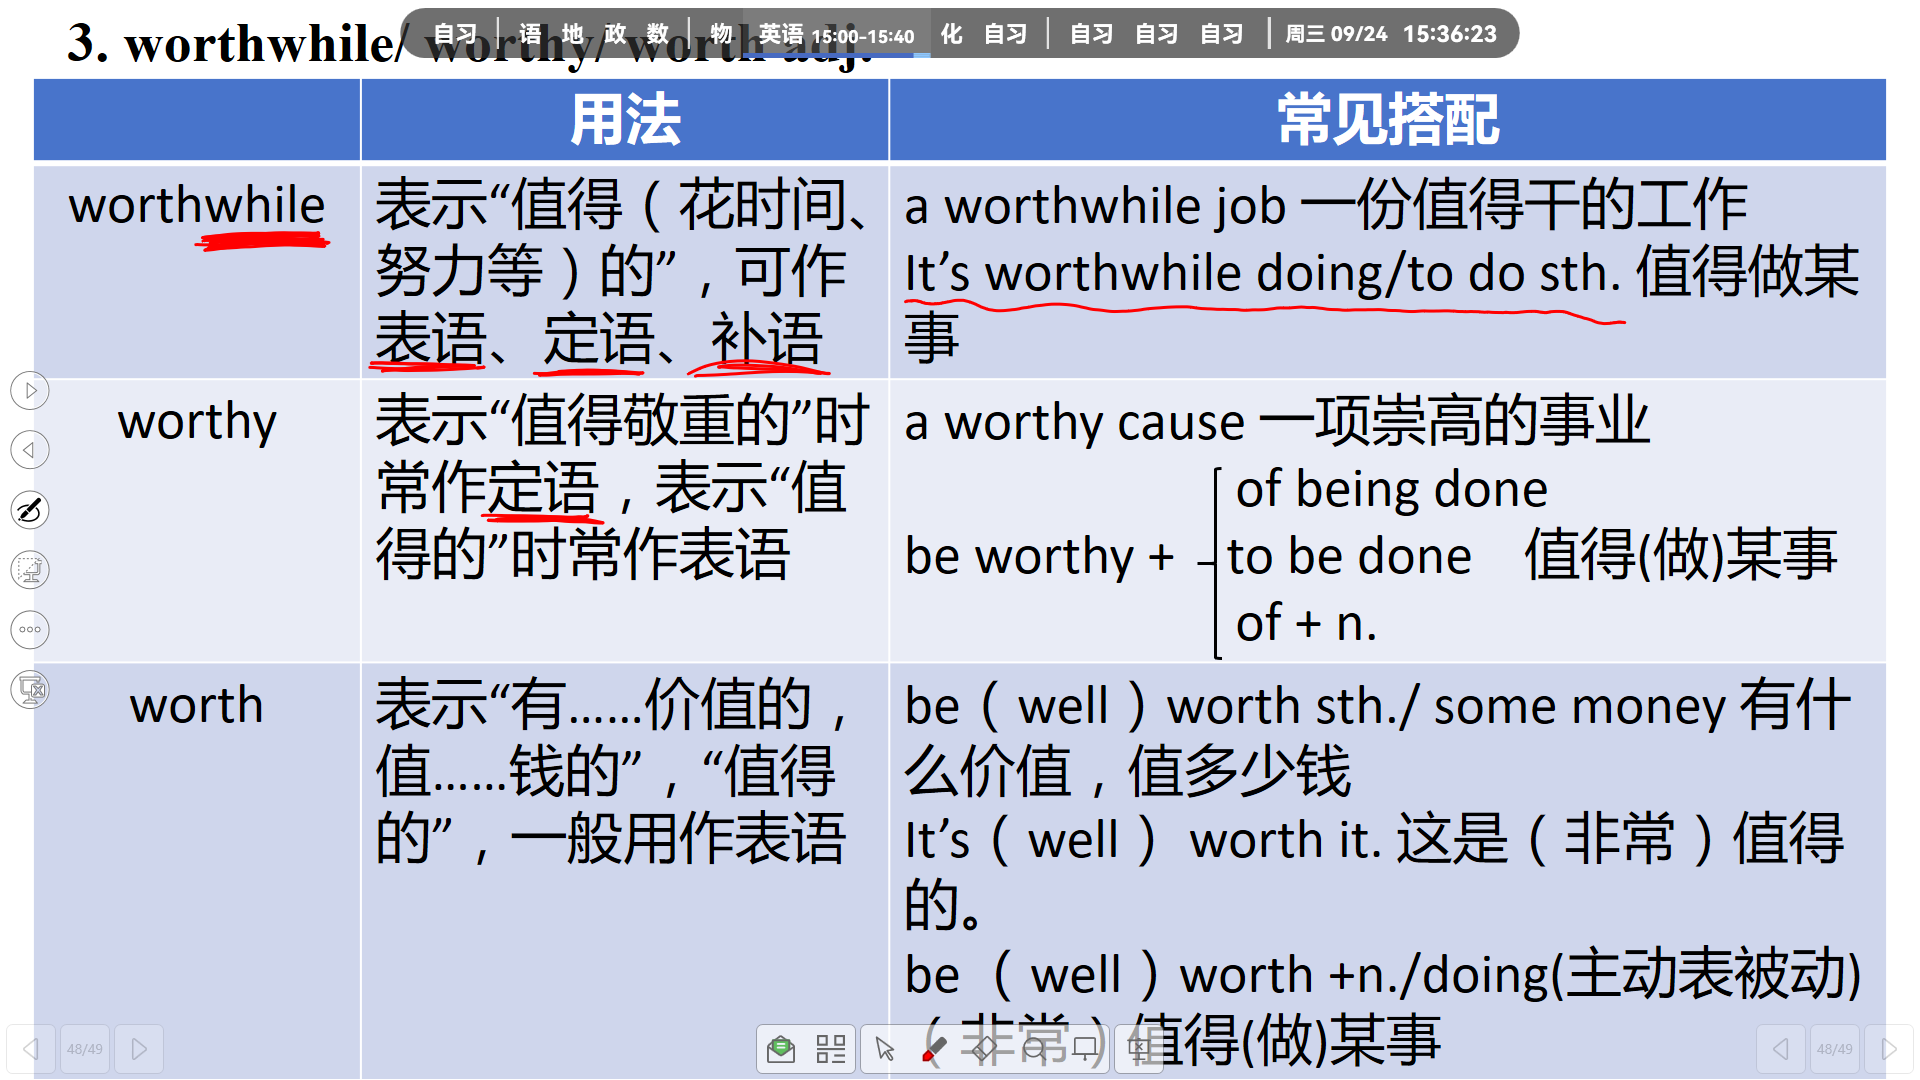 自习 语 地 政 数 物 英语 15:00-15:40 化 自习 自习 自习 自习 周三 09/24 15:36:23
3. worthwhile/ worthy/ worth adj.
用法 常见搭配
worthwhile
表示“值得（花时间、
努力等）的”，可作
表语、定语、补语
a worthwhile job 一份值得干的工作
It’s worthwhile doing/to do sth. 值得做某
事
worthy
表示“值得敬重的”时
常作定语，表示“值
得的”时常作表语
a worthy cause 一项崇高的事业
of being done
be worthy + to be done 值得(做)某事
of + n.
worth
表示“有……价值的，
值……钱的”，“值得
的”，一般用作表语
be（well）worth sth./ some money 有什
么价值，值多少钱
It’s（well） worth it. 这是（非常）值得
的。
be （well）worth +n./doing(主动表被动)
（非常）值得(做)某事
48/49 48/49